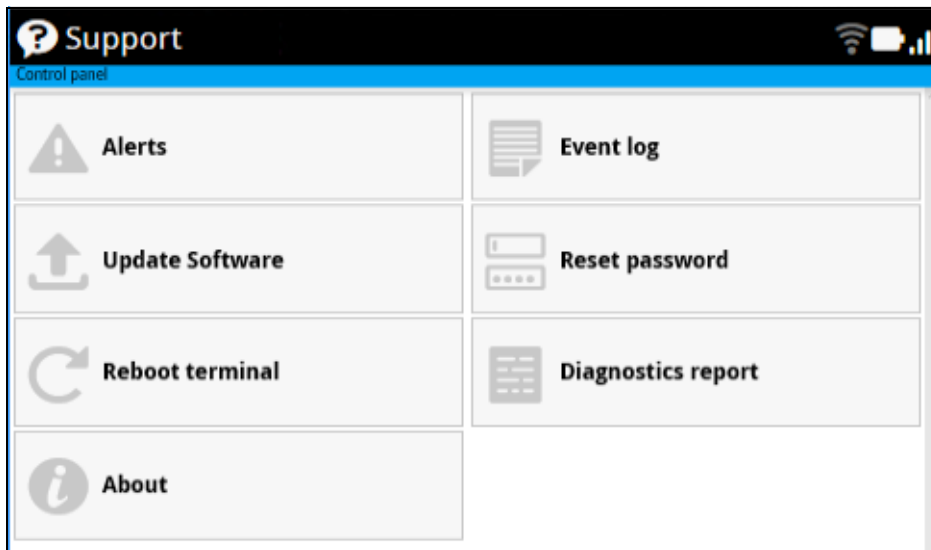 Support
Control panel
Alerts
Event log
Update Software
Reset password
Reboot terminal
Diagnostics report
About